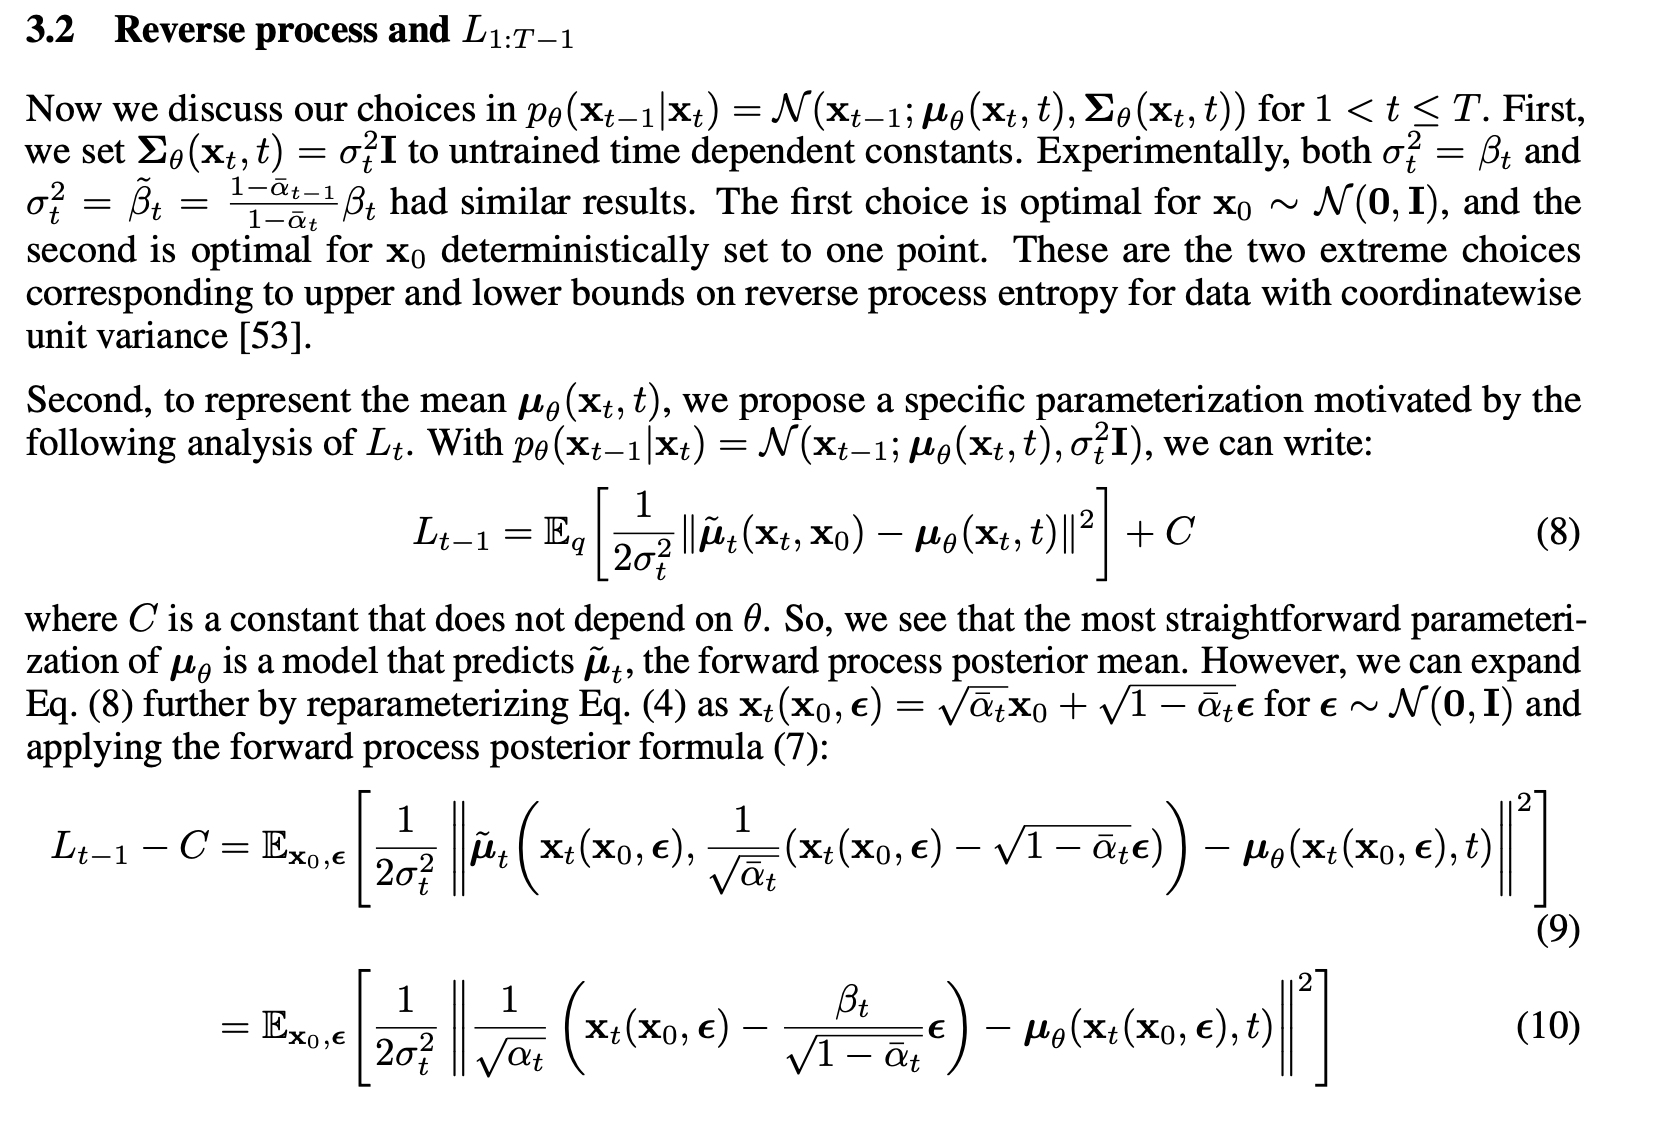 3.2 Reverse process and $L_{1:T-1}$
Now we discuss our choices in $p_\theta(\mathbf{x}_{t-1}|\mathbf{x}_t) = \mathcal{N}(\mathbf{x}_{t-1}; \boldsymbol{\mu}_\theta(\mathbf{x}_t, t), \boldsymbol{\Sigma}_\theta(\mathbf{x}_t, t))$ for $1 < t \leq T$. First,
we set $\boldsymbol{\Sigma}_\theta(\mathbf{x}_t, t) = \sigma_t^2\mathbf{I}$ to untrained time dependent constants. Experimentally, both $\sigma_t^2 = \beta_t$ and
$\sigma_t^2 = \tilde{\beta}_t = \frac{1-\bar{\alpha}_{t-1}}{1-\bar{\alpha}_t}\beta_t$ had similar results. The first choice is optimal for $\mathbf{x}_0 \sim \mathcal{N}(\mathbf{0}, \mathbf{I})$, and the
second is optimal for $\mathbf{x}_0$ deterministically set to one point. These are the two extreme choices
corresponding to upper and lower bounds on reverse process entropy for data with coordinatewise
unit variance [53].
Second, to represent the mean $\boldsymbol{\mu}_\theta(\mathbf{x}_t, t)$, we propose a specific parameterization motivated by the
following analysis of $L_t$. With $p_\theta(\mathbf{x}_{t-1}|\mathbf{x}_t) = \mathcal{N}(\mathbf{x}_{t-1}; \boldsymbol{\mu}_\theta(\mathbf{x}_t, t), \sigma_t^2\mathbf{I})$, we can write:
$L_{t-1} = \mathbb{E}_q\left[\frac{1}{2\sigma_t^2}\|\tilde{\boldsymbol{\mu}}_t(\mathbf{x}_t, \mathbf{x}_0) - \boldsymbol{\mu}_\theta(\mathbf{x}_t, t)\|^2\right] + C$ (8)
where $C$ is a constant that does not depend on $\theta$. So, we see that the most straightforward parameteri-
zation of $\boldsymbol{\mu}_\theta$ is a model that predicts $\tilde{\boldsymbol{\mu}}_t$, the forward process posterior mean. However, we can expand
Eq. (8) further by reparameterizing Eq. (4) as $\mathbf{x}_t(\mathbf{x}_0, \boldsymbol{\epsilon}) = \sqrt{\bar{\alpha}_t}\mathbf{x}_0 + \sqrt{1-\bar{\alpha}_t}\boldsymbol{\epsilon}$ for $\boldsymbol{\epsilon} \sim \mathcal{N}(\mathbf{0}, \mathbf{I})$ and
applying the forward process posterior formula (7):
$L_{t-1} - C = \mathbb{E}_{\mathbf{x}_0, \boldsymbol{\epsilon}}\left[\frac{1}{2\sigma_t^2}\left\|\tilde{\boldsymbol{\mu}}_t\left(\mathbf{x}_t(\mathbf{x}_0, \boldsymbol{\epsilon}), \frac{1}{\sqrt{\bar{\alpha}_t}}(\mathbf{x}_t(\mathbf{x}_0, \boldsymbol{\epsilon}) - \sqrt{1-\bar{\alpha}_t}\boldsymbol{\epsilon})\right) - \boldsymbol{\mu}_\theta(\mathbf{x}_t(\mathbf{x}_0, \boldsymbol{\epsilon}), t)\right\|^2\right]$
(9)
$= \mathbb{E}_{\mathbf{x}_0, \boldsymbol{\epsilon}}\left[\frac{1}{2\sigma_t^2}\left\|\frac{1}{\sqrt{\alpha_t}}\left(\mathbf{x}_t(\mathbf{x}_0, \boldsymbol{\epsilon}) - \frac{\beta_t}{\sqrt{1-\bar{\alpha}_t}}\boldsymbol{\epsilon}\right) - \boldsymbol{\mu}_\theta(\mathbf{x}_t(\mathbf{x}_0, \boldsymbol{\epsilon}), t)\right\|^2\right]$ (10)